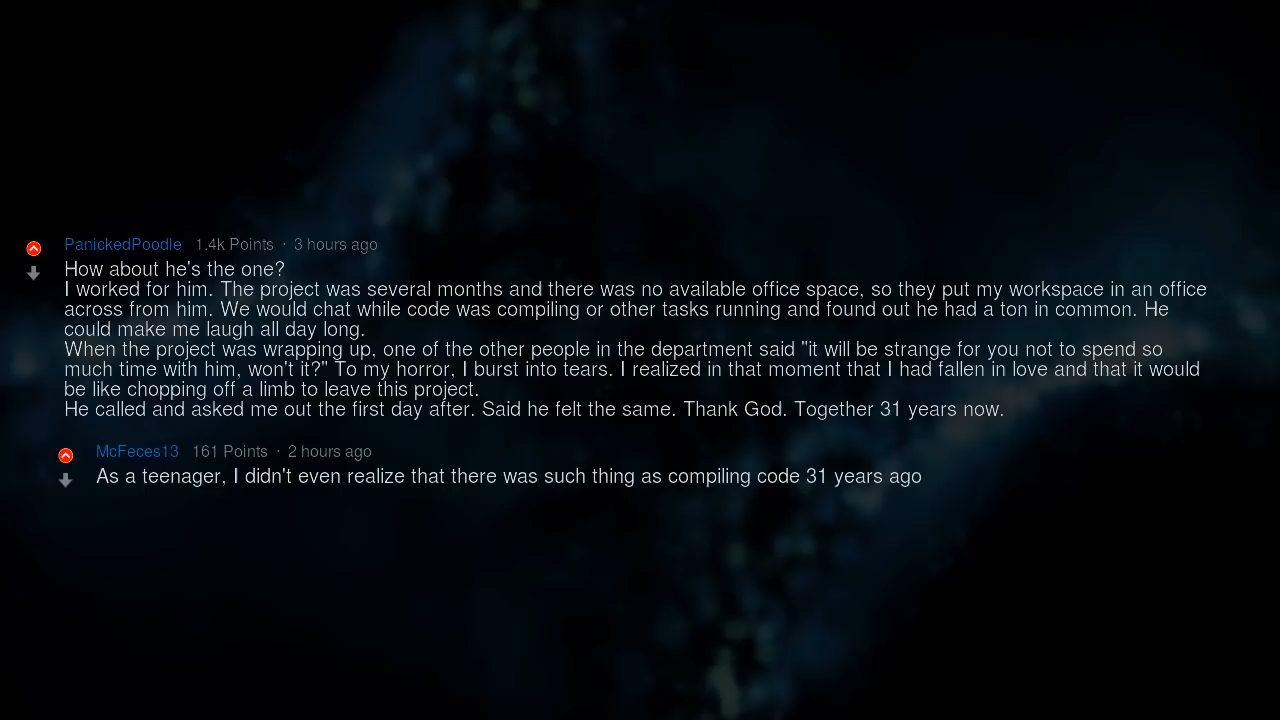 PanickedPoodle 1.4k Points · 3 hours ago
How about he's the one?
I worked for him. The project was several months and there was no available office space, so they put my workspace in an office
across from him. We would chat while code was compiling or other tasks running and found out he had a ton in common. He
could make me laugh all day long.
When the project was wrapping up, one of the other people in the department said "it will be strange for you not to spend so
much time with him, won't it?" To my horror, I burst into tears. I realized in that moment that I had fallen in love and that it would
be like chopping off a limb to leave this project.
He called and asked me out the first day after. Said he felt the same. Thank God. Together 31 years now.
McFeces13 161 Points · 2 hours ago
As a teenager, I didn't even realize that there was such thing as compiling code 31 years ago